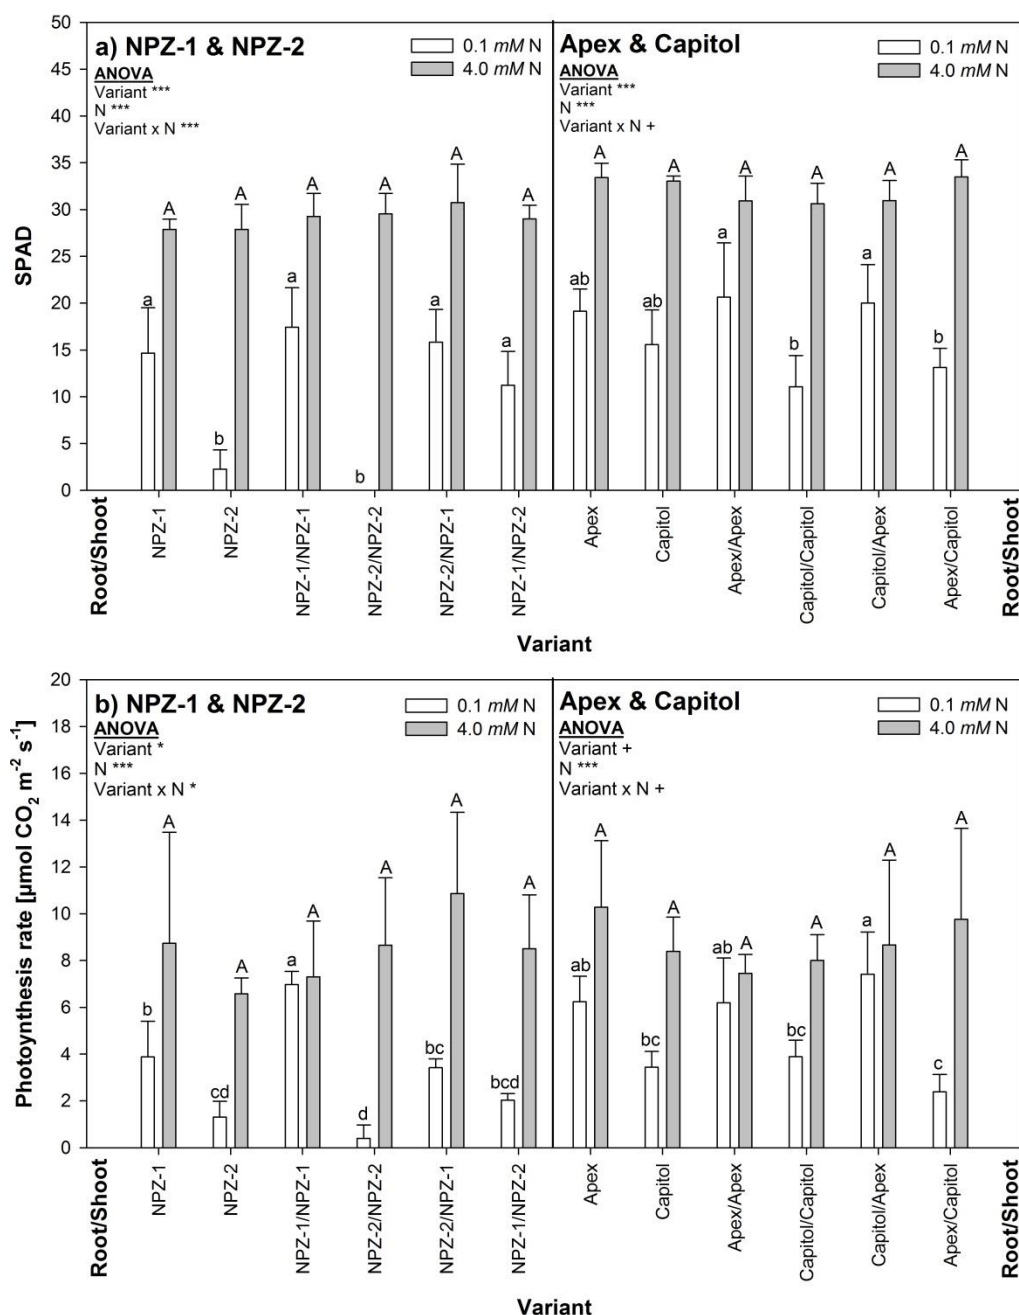 a) NPZ-1 & NPZ-2
ANOVA
Variant ***
N ***
Variant x N ***
0.1 mM N
4.0 mM N
Apex & Capitol
ANOVA
Variant ***
N ***
Variant x N +
0.1 mM N
4.0 mM N
SPAD
50
45
40
35
30
25
20
15
10
5
0
a A b A a A b A a A a A
ab A ab A a A b A a A b A
Root/Shoot
NPZ-1
NPZ-2
NPZ-1/NPZ-1
NPZ-2/NPZ-2
NPZ-2/NPZ-1
NPZ-1/NPZ-2
Apex
Capitol
Apex/Apex
Capitol/Capitol
Capitol/Apex
Apex/Capitol
Root/Shoot
Variant
b) NPZ-1 & NPZ-2
ANOVA
Variant *
N ***
Variant x N *
0.1 mM N
4.0 mM N
Apex & Capitol
ANOVA
Variant +
N ***
Variant x N +
0.1 mM N
4.0 mM N
Photoynthesis rate [µmol CO₂ m⁻² s⁻¹)
20
18
16
14
12
10
8
6
4
2
0
b A cd A a A d A bc A bcd A
ab A bc A ab A bc A a A c A
Root/Shoot
NPZ-1
NPZ-2
NPZ-1/NPZ-1
NPZ-2/NPZ-2
NPZ-2/NPZ-1
NPZ-1/NPZ-2
Apex
Capitol
Apex/Apex
Capitol/Capitol
Capitol/Apex
Apex/Capitol
Root/Shoot
Variant